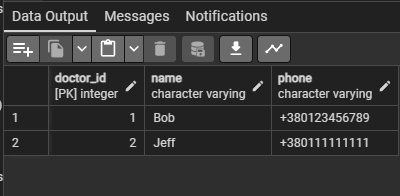 Data Output Messages Notifications
doctor_id name phone
[PK] integer character varying character varying
1 1 Bob +380123456789
2 2 Jeff +380111111111